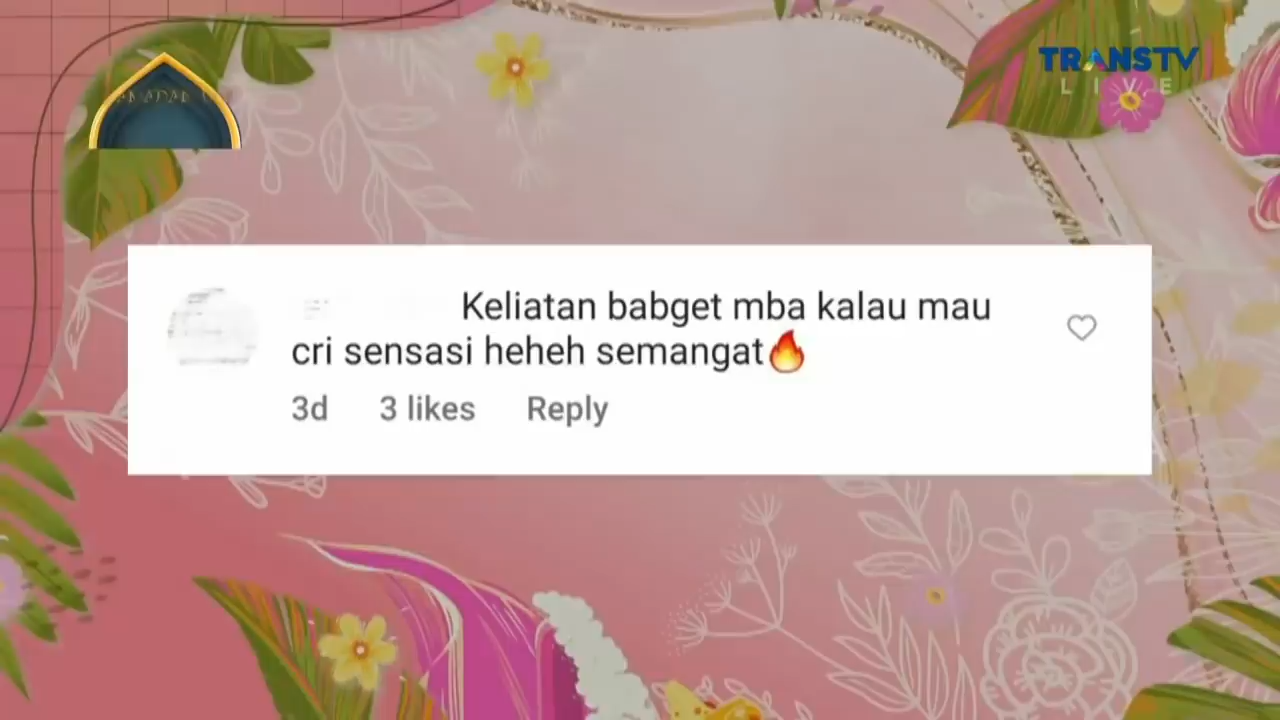 TRANSTV
LIVE
Keliatan babget mba kalau mau
cri sensasi heheh semangat🔥
3d 3 likes Reply